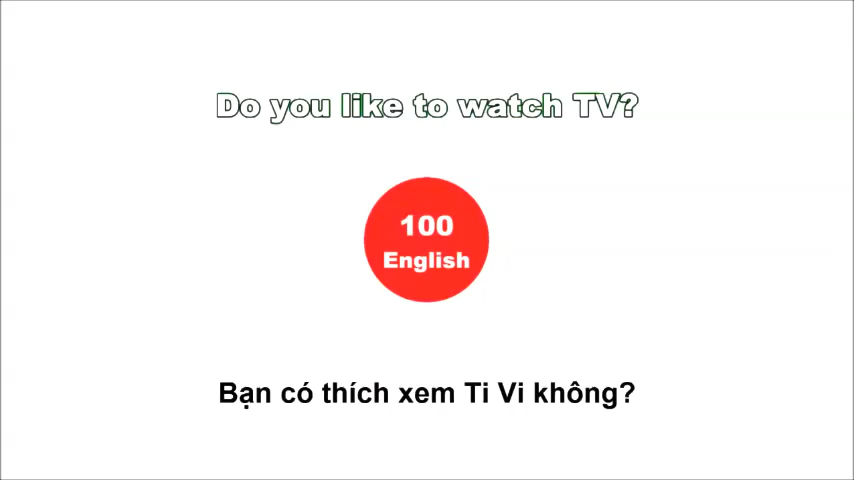 Do you like to watch TV?
100
English
Bạn có thích xem Ti Vi không?